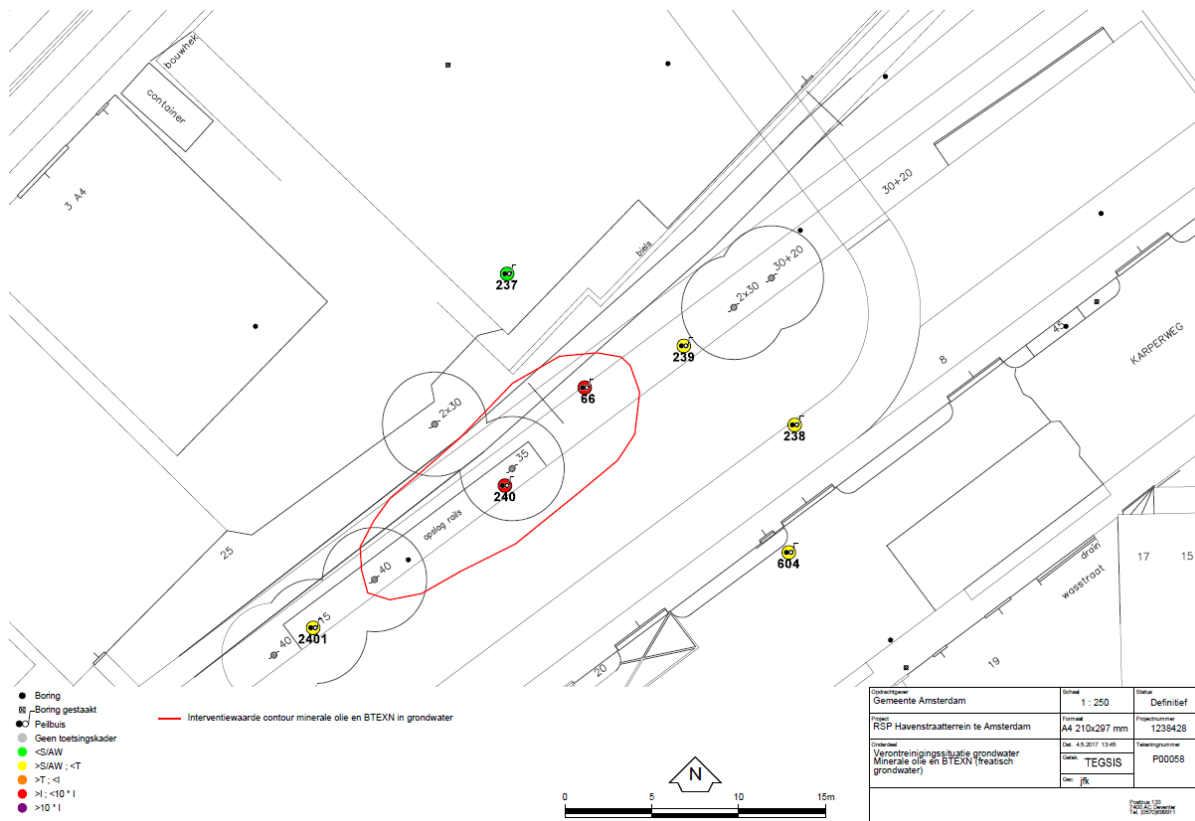 bouwhek
container
3 A4
biels
30+20
30+20
2x30
237
239
45
KARPERWEG
8
66
2x30
238
35
240
opslag rails
25
604
40
drain
wasstraat
17
15
15
2401
40
20
19
Boring
Boring gestaakt
Peilbuis
Geen toetsingskader
<S/AW
>S/AW ; <T
>T ; <I
>I ; <10 * I
>10 * I
Interventiewaarde contour minerale olie en BTEXN in grondwater
N
0 5 10 15m
Opdrachtgever
Gemeente Amsterdam
Schaal
1 : 250
Status
Definitief
Project
RSP Havenstraatterrein te Amsterdam
Formaat
A4 210x297 mm
Projectnummer
1238428
Onderdeel
Verontreinigingssituatie grondwater
Minerale olie en BTEXN (freatisch
grondwater)
Dat. 4.5.2017 13:45
Getek. TEGSIS
Gec. jfk
Tekeningnummer
P00058
Postbus 133
7400 AC Deventer